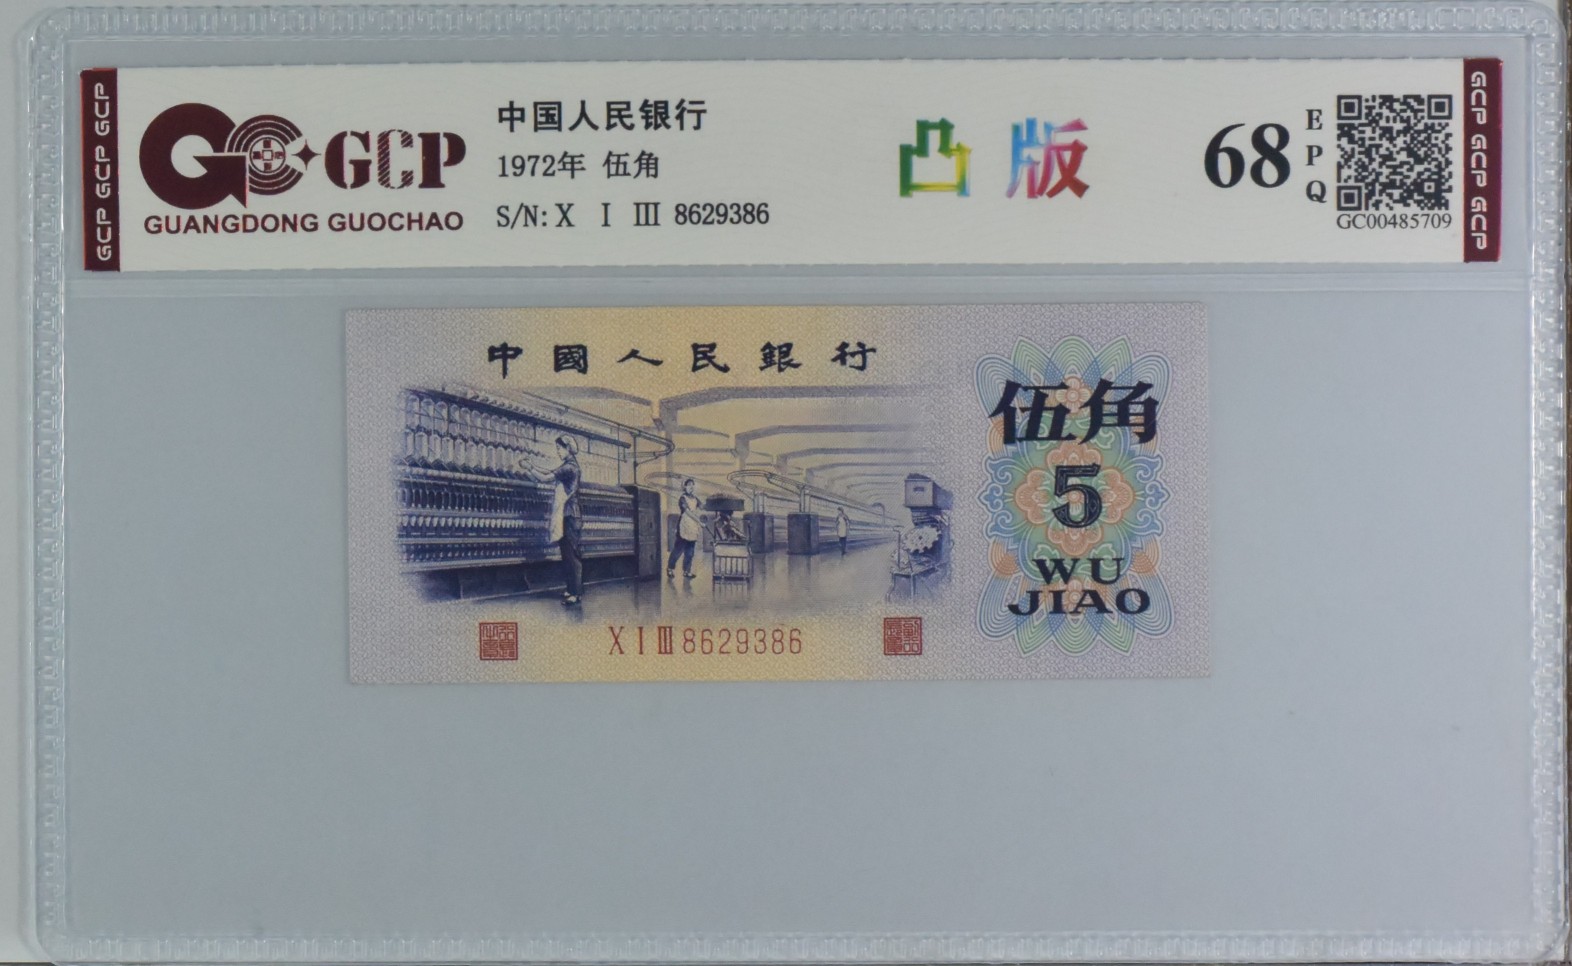 GCP GCP GCP
GCP
GUANGDONG GUOCHAO
中国人民银行
1972年 伍角
S/N: X I III 8629386
凸版
68
EPQ
GC00485709
GCP GCP GCP
中國人民銀行
伍角
5
WU
JIAO
X I III 8629386